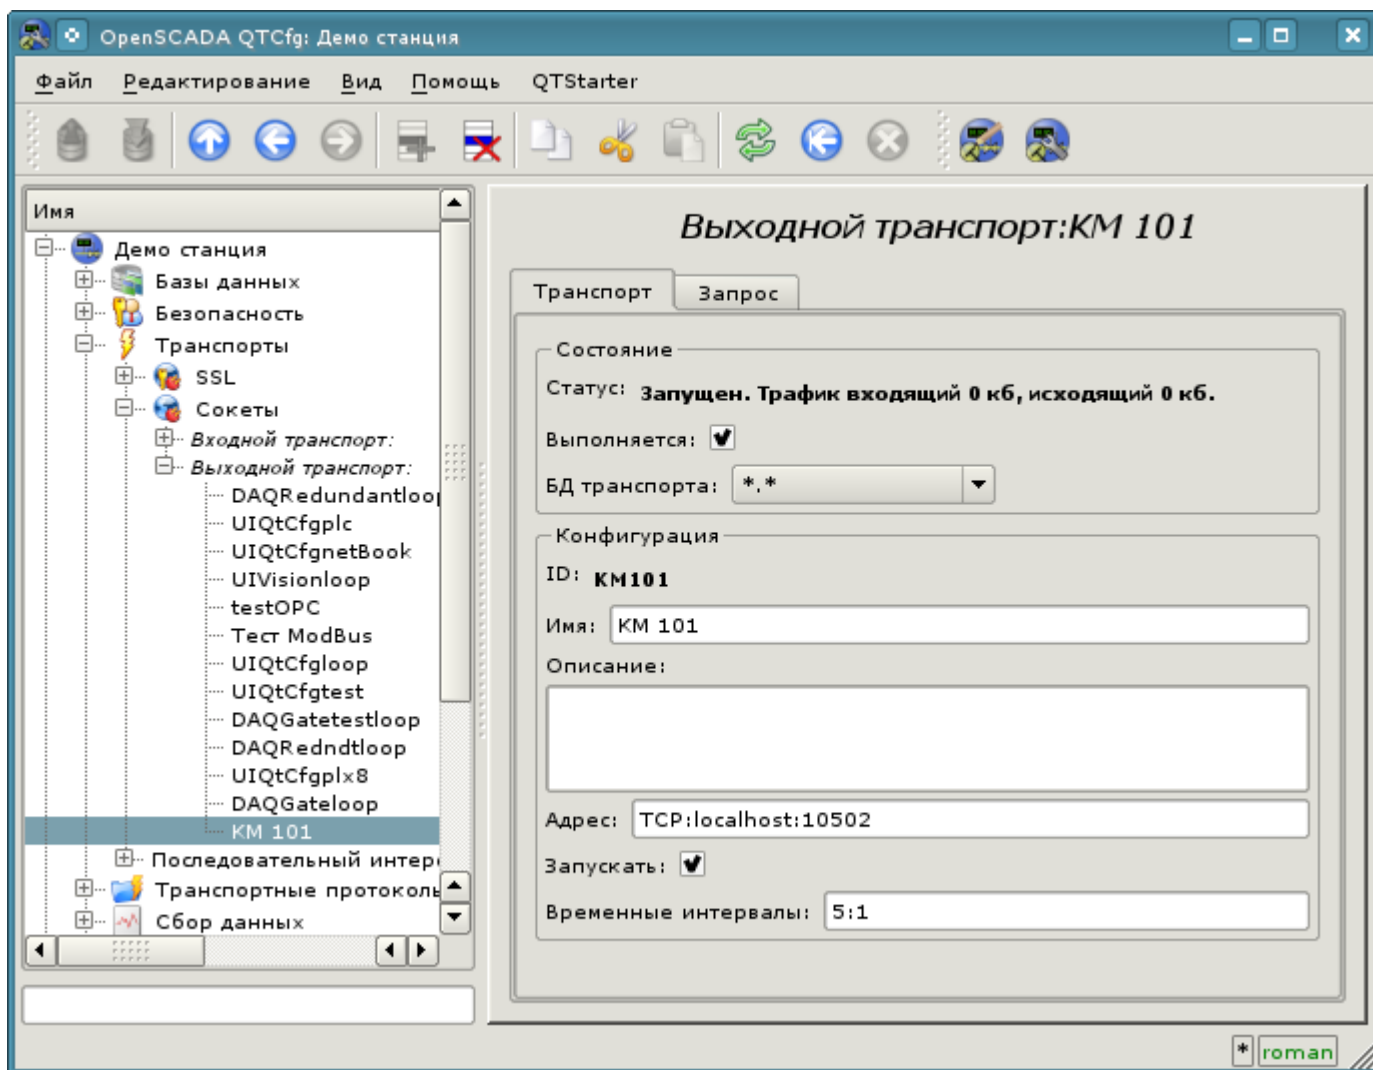 OpenSCADA QTCfg: Демо станция
Файл Редактирование Вид Помощь QTStarter
Имя
Демо станция
Базы данных
Безопасность
Транспорты
SSL
Сокеты
Входной транспорт:
Выходной транспорт:
DAQRedundantloop
UIQtCfgplc
UIQtCfgnetBook
UIVisionloop
testOPC
Тест ModBus
UIQtCfgloop
UIQtCfgtest
DAQGatetestloop
DAQRedndtloop
UIQtCfgplx8
DAQGateloop
KM 101
Последовательный интер
Транспортные протоколь
Сбор данных
Выходной транспорт:KM 101
Транспорт Запрос
Состояние
Статус: Запущен. Трафик входящий 0 кб, исходящий 0 кб.
Выполняется:
БД транспорта: *.*
Конфигурация
ID: KM101
Имя: KM 101
Описание:
Адрес: TCP:localhost:10502
Запускать:
Временные интервалы: 5:1
* roman